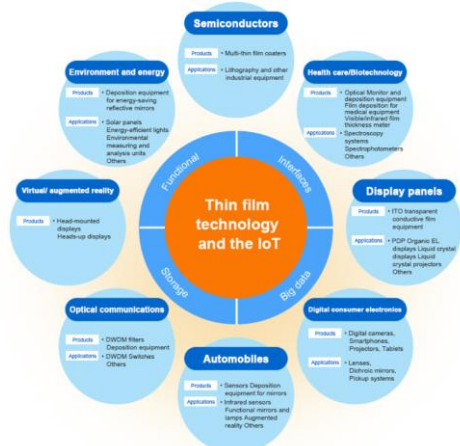 Semiconductors
Products
• Multi-thin film coaters
Applications
• Lithography and other
industrial equipment
Environment and energy
Products
• Deposition equipment
for energy-saving
reflective mirrors
Applications
• Solar panels
Energy-efficient lights
Environmental
measuring and
analysis units
Others
Health care/Biotechnology
Products
• Optical Monitor and
deposition equipment
Film deposition for
medical equipment
Visible/Infrared film
thickness meter
Applications
• Spectroscopy
systems
Spectrophotometers
Others
Functional
Interfaces
Storage
Big data
Thin film
technology
and the IoT
Virtual/ augmented reality
Products
• Head-mounted
displays
Heads-up displays
Display panels
Products
• ITO transparent
conductive film
equipment
Applications
• PDP Organic EL
displays Liquid
crystal displays
Liquid
crystal projectors
Others
Optical communications
Products
• DWDM filters
Deposition equipment
Applications
• DWDM Switches
Others
Digital consumer electronics
Products
• Digital cameras,
Smartphones,
Projectors, Tablets
Applications
• Lenses,
Dichroic mirrors,
Pickup systems
Automobiles
Products
• Sensors Deposition
equipment for mirrors
Applications
• Infrared sensors
Functional mirrors and
lamps Augmented
reality Others